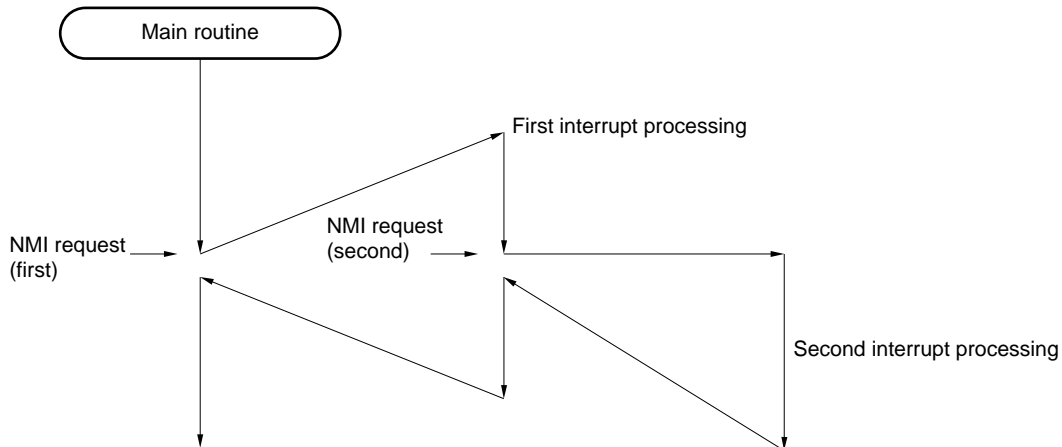 Main routine
First interrupt processing
NMI request
(first)
NMI request
(second)
Second interrupt processing